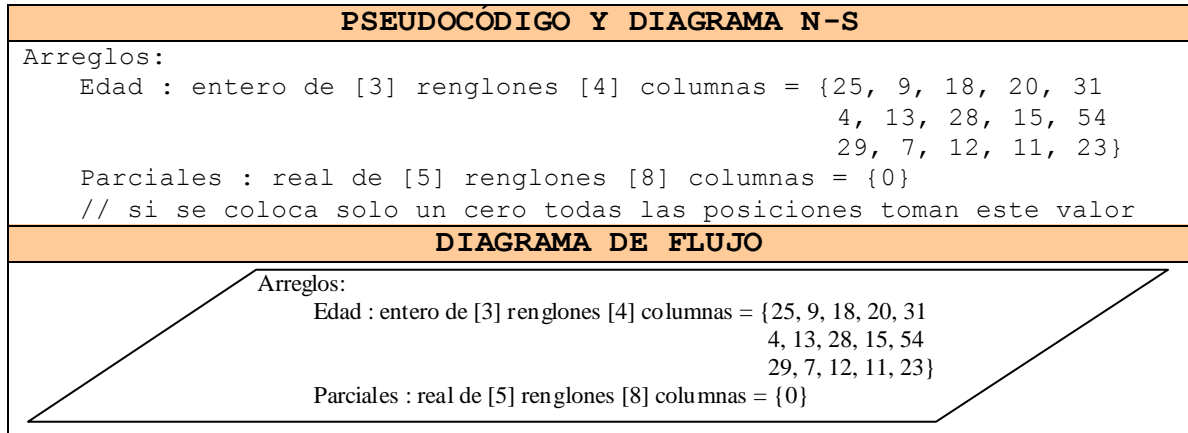 PSEUDOCÓDIGO Y DIAGRAMA N-S
Arreglos:
Edad : entero de [3] renglones [4] columnas = {25, 9, 18, 20, 31
4, 13, 28, 15, 54
29, 7, 12, 11, 23}
Parciales : real de [5] renglones [8] columnas = {0}
// si se coloca solo un cero todas las posiciones toman este valor
DIAGRAMA DE FLUJO
Arreglos:
Edad : entero de [3] renglones [4] columnas = {25, 9, 18, 20, 31
4, 13, 28, 15, 54
29, 7, 12, 11, 23}
Parciales : real de [5] renglones [8] columnas = {0}